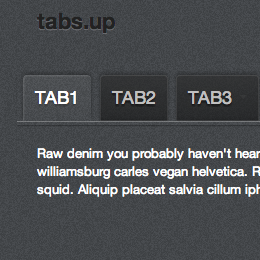 tabs.up
TAB1 TAB2 TAB3
Raw denim you probably haven't hear
williamsburg carles vegan helvetica. R
squid. Aliquip placeat salvia cillum iph